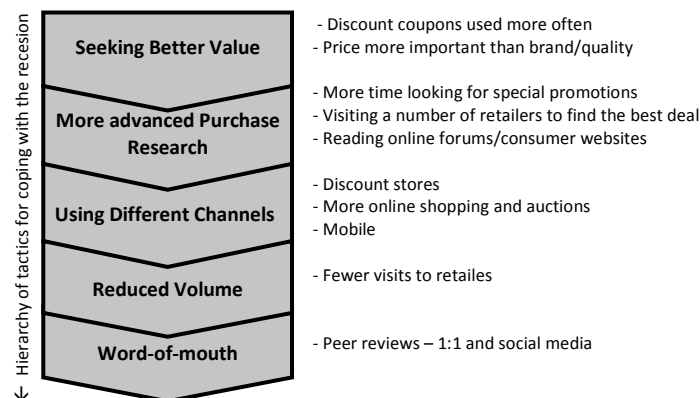 Hierarchy of tactics for coping with the recesion
Seeking Better Value
- Discount coupons used more often
- Price more important than brand/quality
More advanced Purchase
Research
- More time looking for special promotions
- Visiting a number of retailers to find the best deal
- Reading online forums/consumer websites
Using Different Channels
- Discount stores
- More online shopping and auctions
- Mobile
Reduced Volume
- Fewer visits to retailes
Word-of-mouth
- Peer reviews – 1:1 and social media